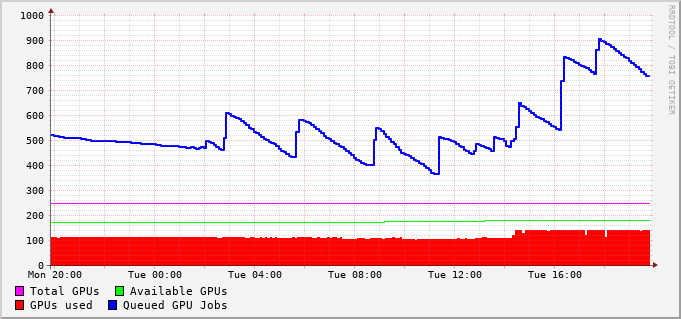 1000
900
800
700
600
500
400
300
200
100
0
Mon 20:00 Tue 00:00 Tue 04:00 Tue 08:00 Tue 12:00 Tue 16:00
Total GPUs Available GPUs
GPUs used Queued GPU Jobs
RRDTOOL / TOBI OETIKER